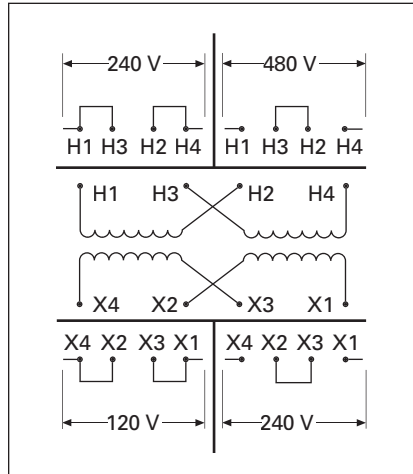 240 V 480 V
H1 H3 H2 H4 H1 H3 H2 H4
H1 H3 H2 H4
X4 X2 X3 X1
X4 X2 X3 X1 X4 X2 X3 X1
120 V 240 V